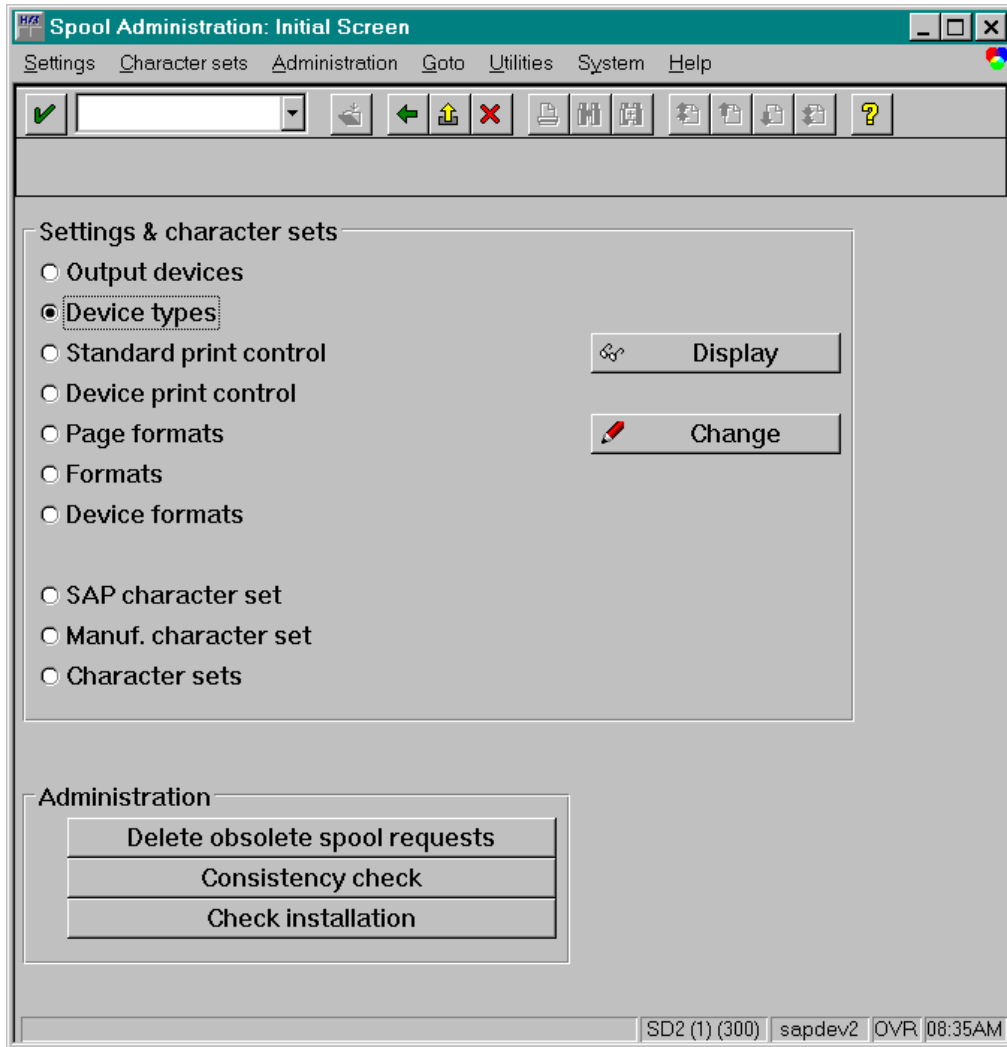 Spool Administration: Initial Screen
Settings Character sets Administration Goto Utilities System Help
Settings & character sets
Output devices
Device types
Standard print control
Display
Device print control
Page formats
Change
Formats
Device formats
SAP character set
Manuf. character set
Character sets
Administration
Delete obsolete spool requests
Consistency check
Check installation
SD2 (1) (300) sapdev2 OVR 08:35AM